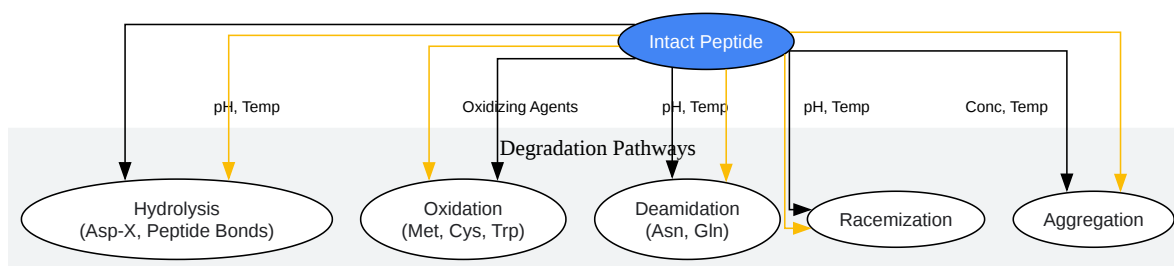 Intact Peptide
pH, Temp
Oxidizing Agents
pH, Temp
pH, Temp
Conc, Temp
Degradation Pathways
Hydrolysis
(Asp-X, Peptide Bonds)
Oxidation
(Met, Cys, Trp)
Deamidation
(Asn, Gln)
Racemization
Aggregation